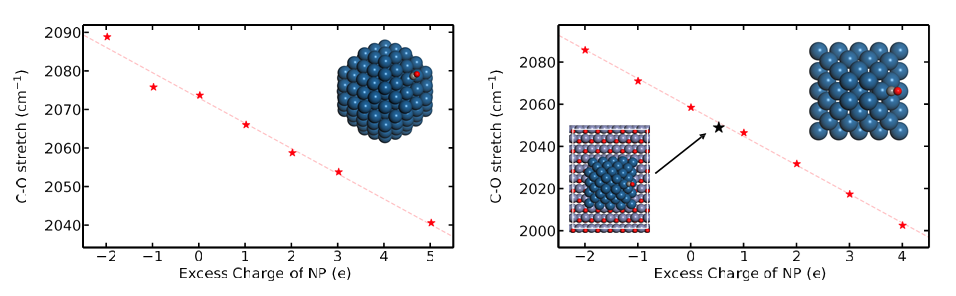 2090
2080
2070
2060
2050
2040
C-O stretch (cm⁻¹)
−2 −1 0 1 2 3 4 5
Excess Charge of NP (e)
2080
2060
2040
2020
2000
C-O stretch (cm⁻¹)
−2 −1 0 1 2 3 4
Excess Charge of NP (e)